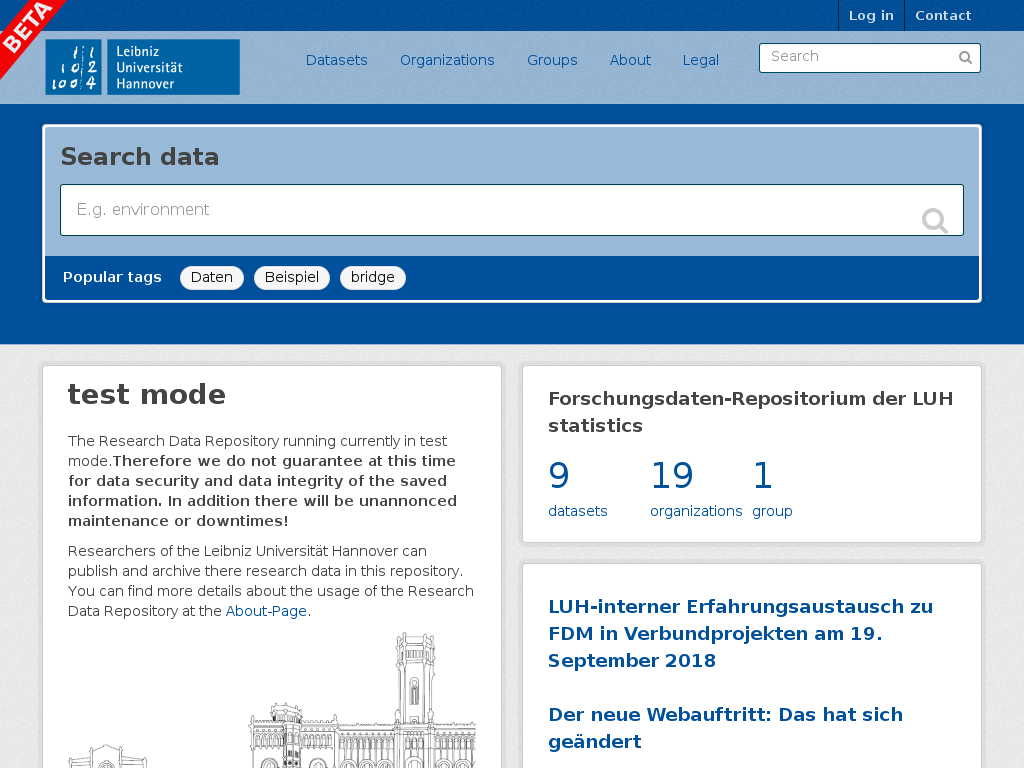 BETA
Log in
Contact
Leibniz
Universität
Hannover
Datasets
Organizations
Groups
About
Legal
Search
Search data
E.g. environment
Popular tags
Daten
Beispiel
bridge
test mode
The Research Data Repository running currently in test
mode.Therefore we do not guarantee at this time
for data security and data integrity of the saved
information. In addition there will be unannonced
maintenance or downtimes!
Researchers of the Leibniz Universität Hannover can
publish and archive there research data in this repository.
You can find more details about the usage of the Research
Data Repository at the About-Page.
Forschungsdaten-Repositorium der LUH
statistics
9
datasets
19
organizations
1
group
LUH-interner Erfahrungsaustausch zu
FDM in Verbundprojekten am 19.
September 2018
Der neue Webauftritt: Das hat sich
geändert